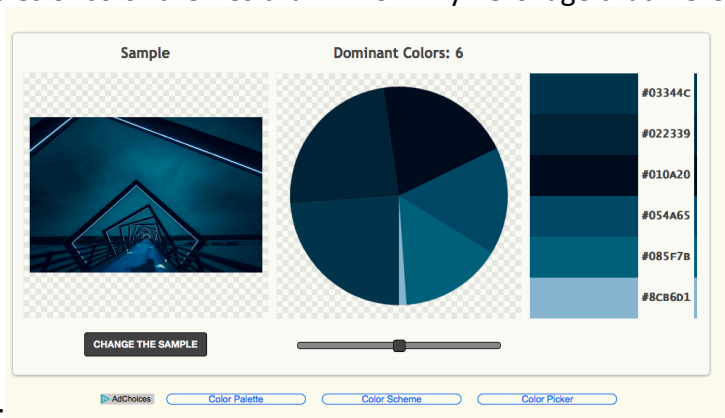 Sample
Dominant Colors: 6
#03344C
#022339
#010A20
#054A65
#085F7B
#8CB6D1
CHANGE THE SAMPLE
AdChoices
Color Palette
Color Scheme
Color Picker